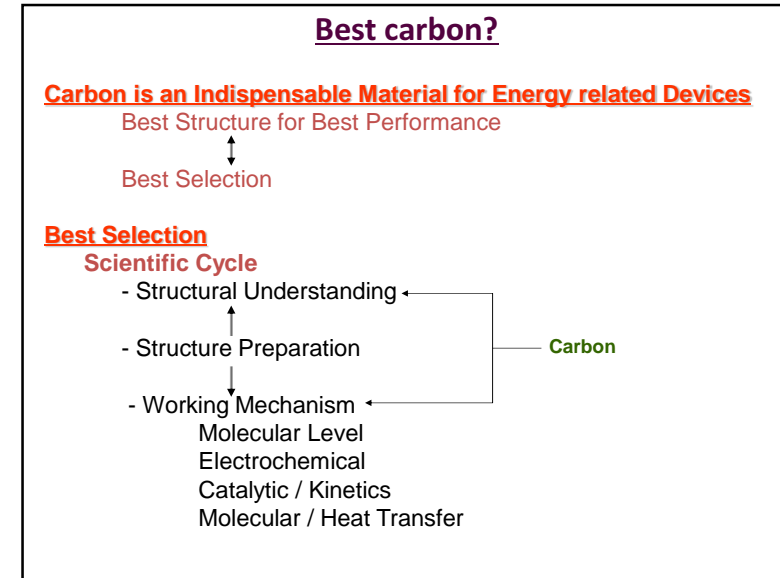 Best carbon?
Carbon is an Indispensable Material for Energy related Devices
Best Structure for Best Performance
Best Selection
Best Selection
Scientific Cycle
- Structural Understanding
- Structure Preparation
Carbon
- Working Mechanism
Molecular Level
Electrochemical
Catalytic / Kinetics
Molecular / Heat Transfer